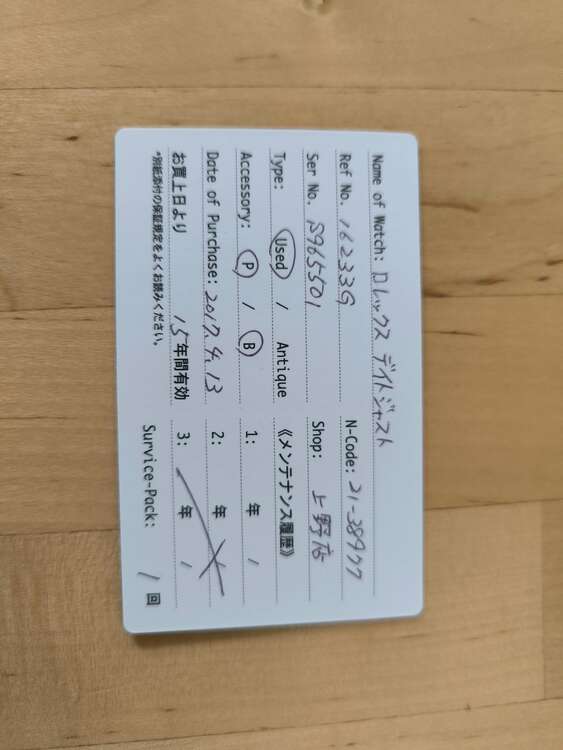 Name of Watch: ロレックス デイトジャスト
Ref No. 16233G N-Code: 21-38977
Ser No. S965501 Shop: 上野店
Type: Used / Antique 《メンテナンス履歴》
Accessory: P / B 1: 年 /
Date of Purchase: 2017.4.13 2: 年
お買上日より 1.5年間有効 3: 年 /
*別紙添付の保証規定をよくお読みください。 Survice-Pack: 1 回